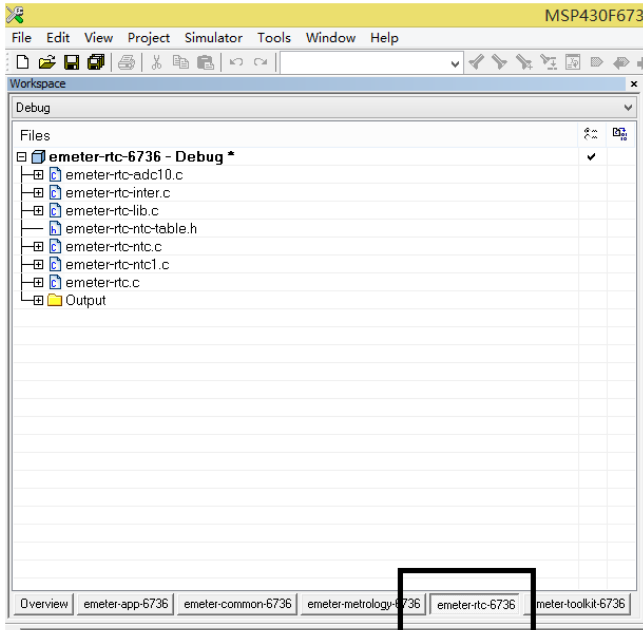 MSP430F673
File Edit View Project Simulator Tools Window Help
Workspace
Debug
Files
emeter-rtc-6736 - Debug *
emeter-rtc-adc10.c
emeter-rtc-inter.c
emeter-rtc-lib.c
emeter-rtc-ntc-table.h
emeter-rtc-ntc.c
emeter-rtc-ntc1.c
emeter-rtc.c
Output
Overview emeter-app-6736 emeter-common-6736 emeter-metrology-6736 emeter-rtc-6736 meter-toolkit-6736